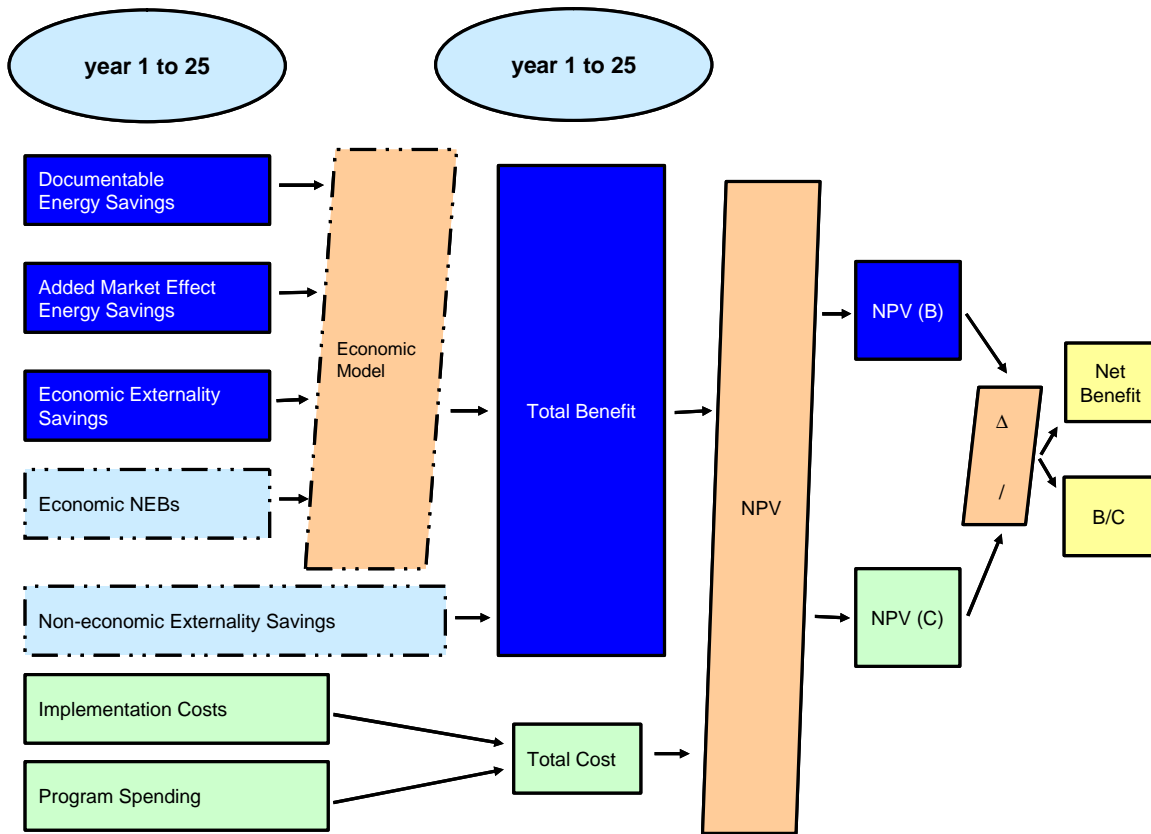 year 1 to 25
year 1 to 25
Documentable
Energy Savings
Added Market Effect
Energy Savings
Economic Externality
Savings
Economic NEBs
Non-economic Externality Savings
Implementation Costs
Program Spending
Economic
Model
Total Benefit
Total Cost
NPV
NPV (B)
NPV (C)
Δ
/
Net
Benefit
B/C